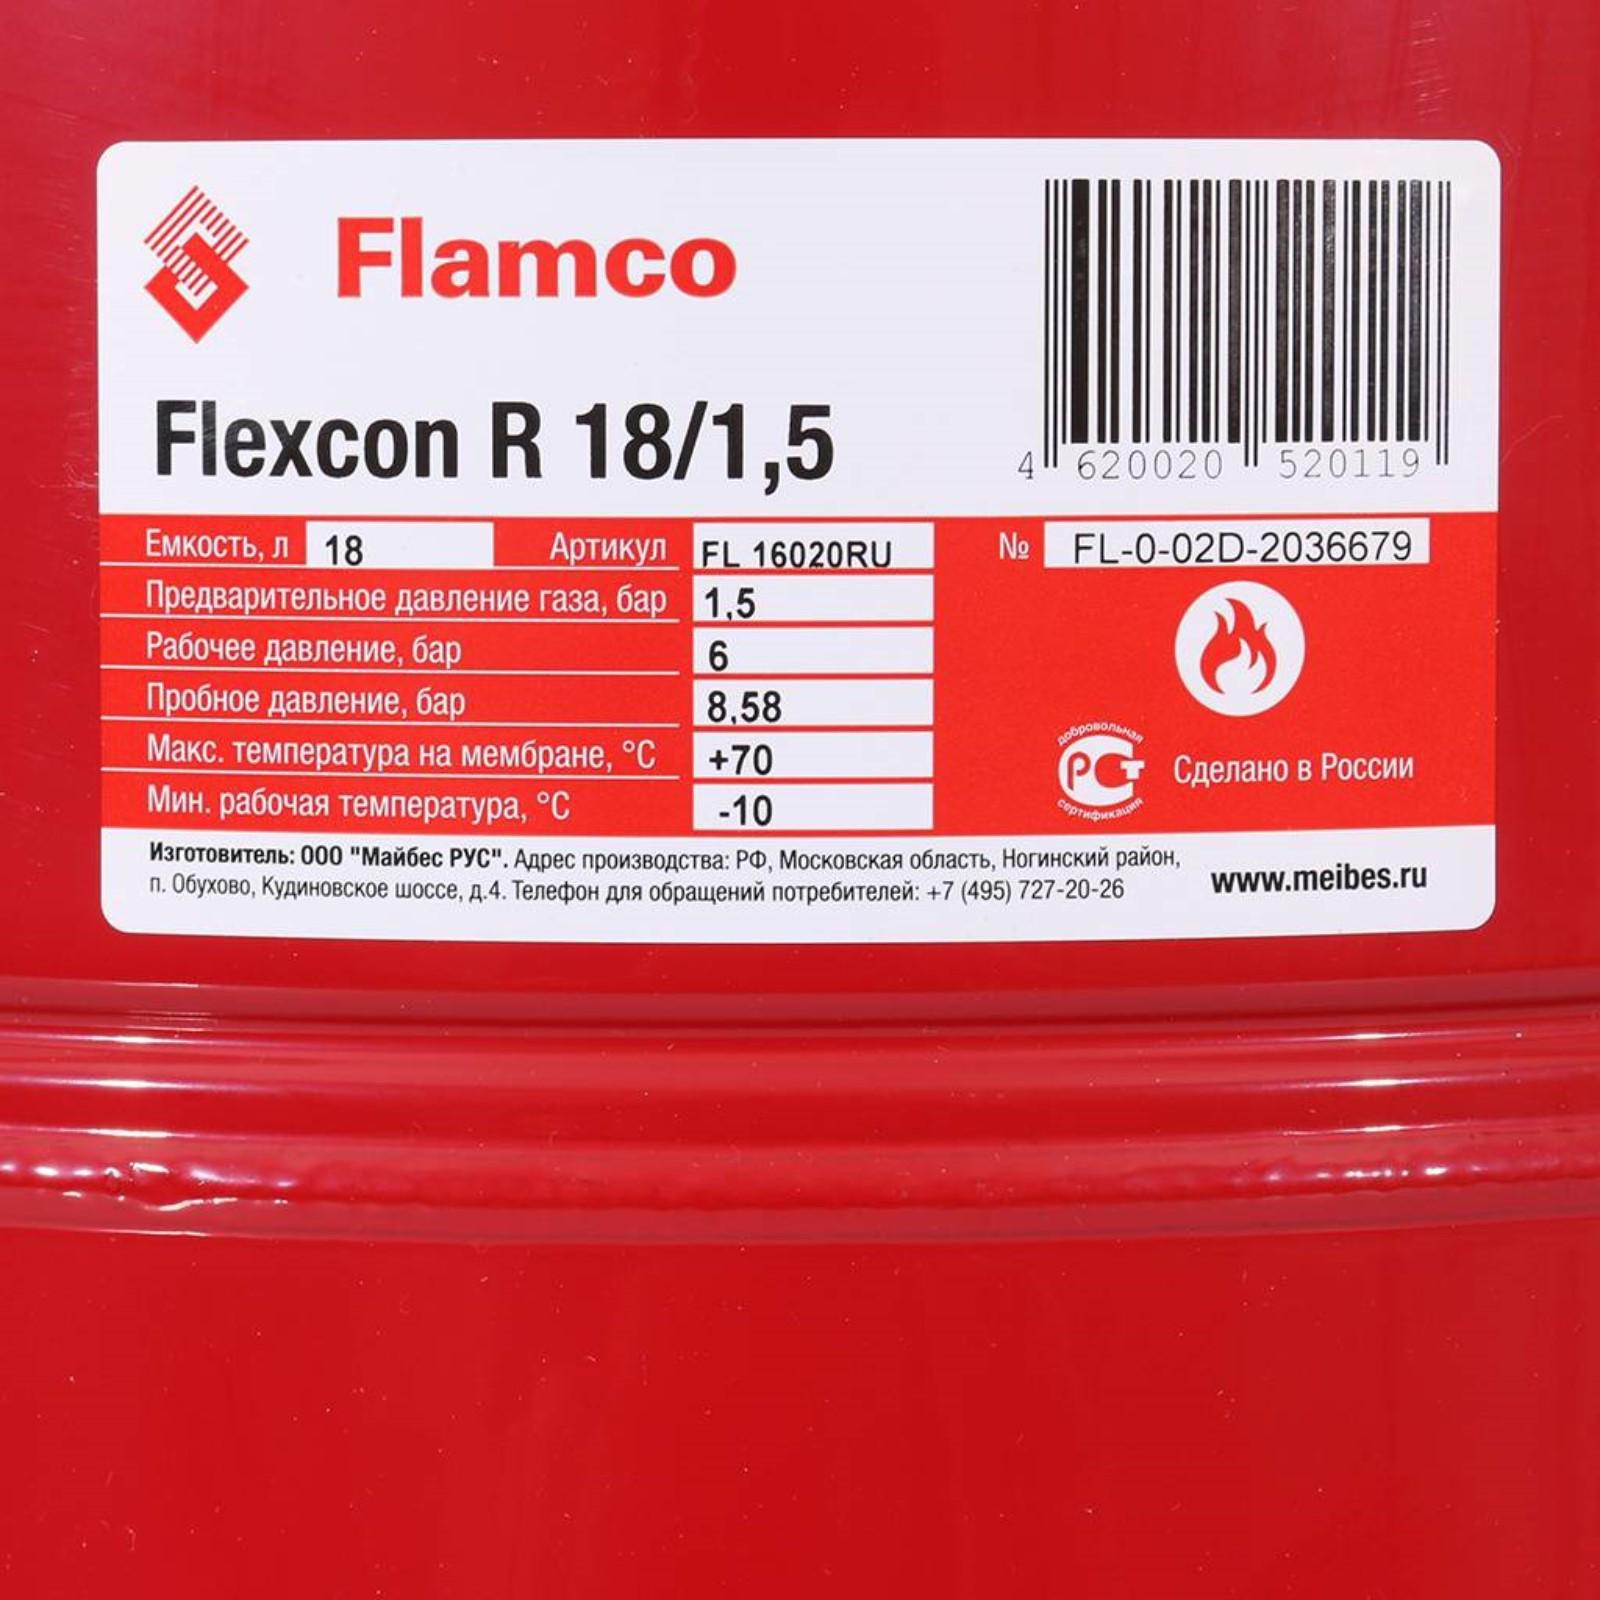 Flamco
Flexcon R 18/1,5
4 620020 520119
Емкость, л 18 Артикул FL 16020RU № FL-0-02D-2036679
Предварительное давление газа, бар 1,5
Рабочее давление, бар 6
Пробное давление, бар 8,58
Макс. температура на мембране, °C +70
Мин. рабочая температура, °C -10
добровольная
РСТ
сертификация
Сделано в России
Изготовитель: ООО "Майбес РУС". Адрес производства: РФ, Московская область, Ногинский район,
п. Обухово, Кудиновское шоссе, д.4. Телефон для обращений потребителей: +7 (495) 727-20-26
www.meibes.ru